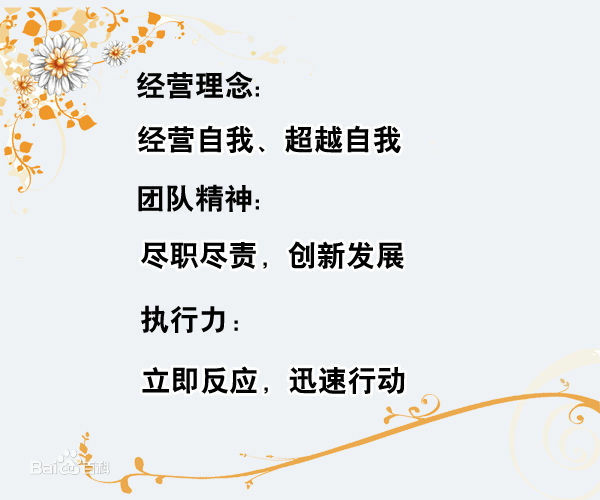 经营理念:
经营自我、超越自我
团队精神:
尽职尽责，创新发展
执行力：
立即反应，迅速行动
Baidu百科